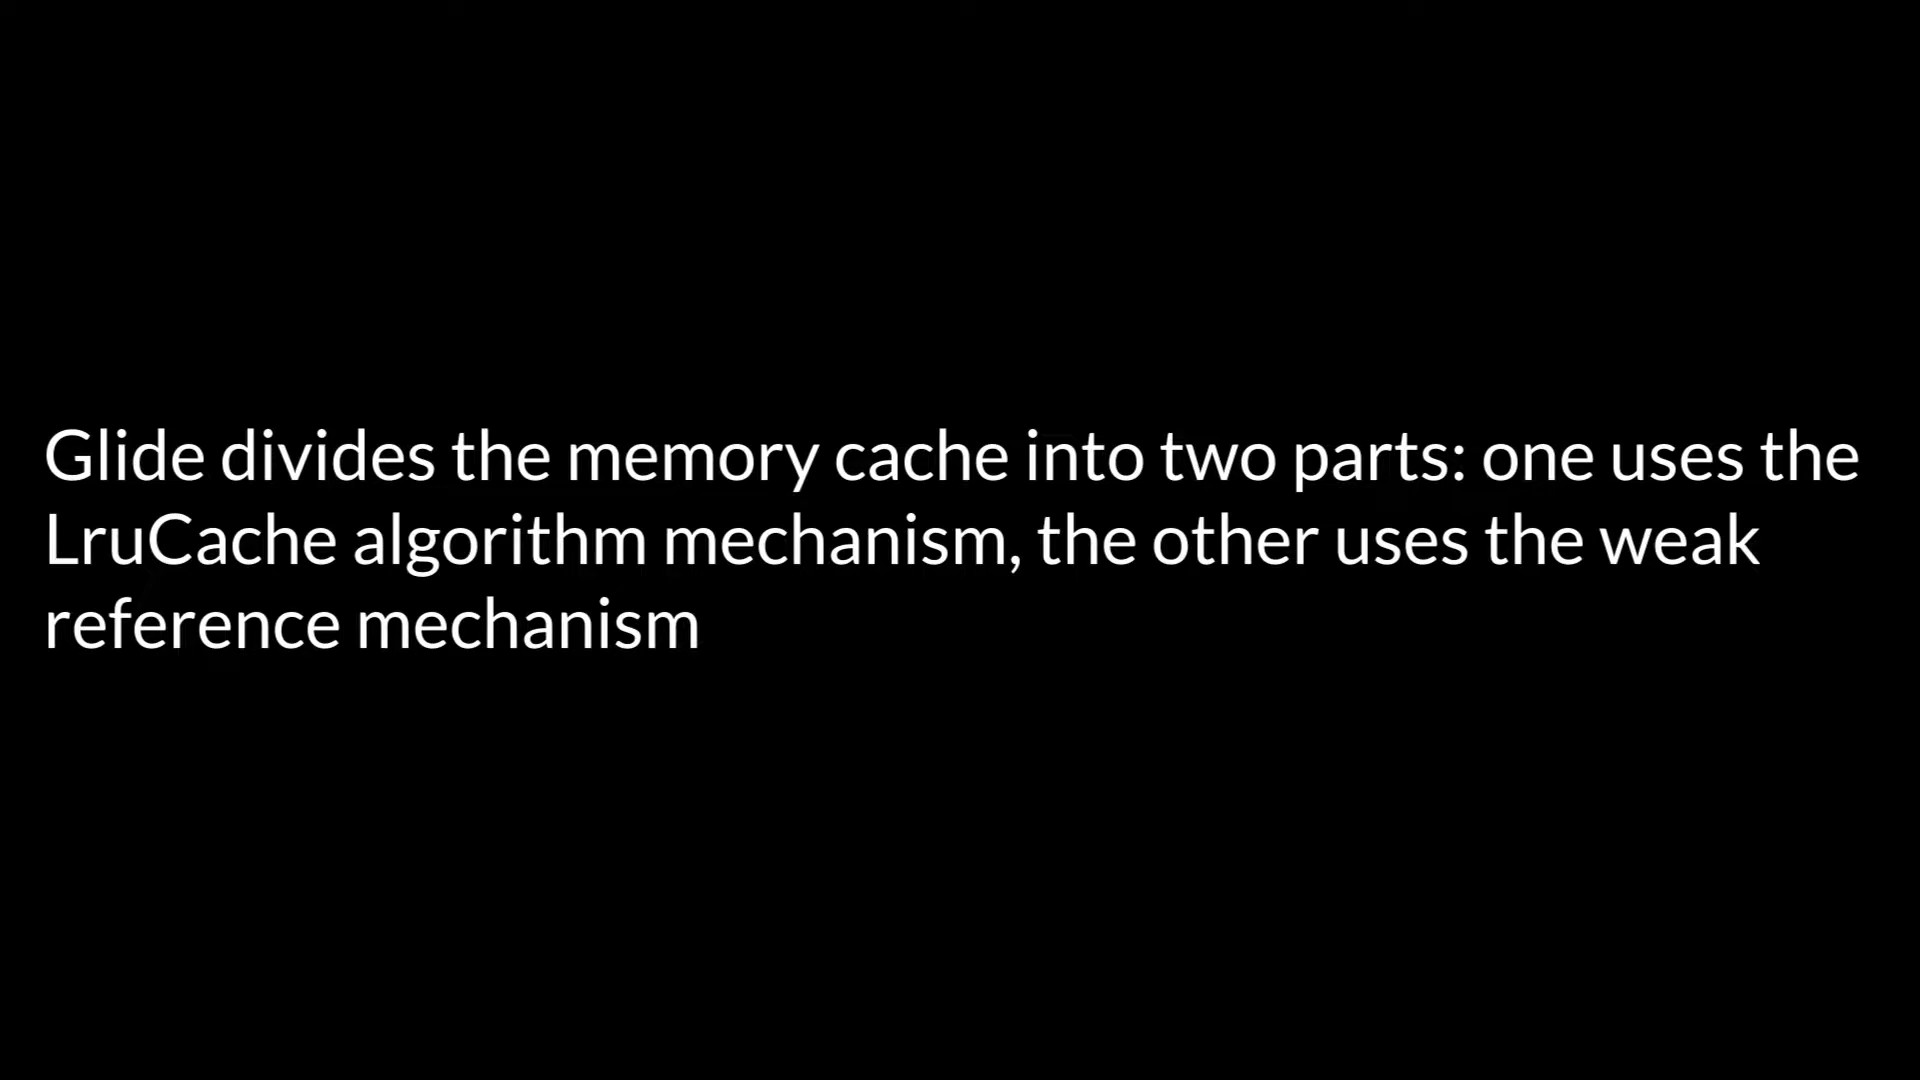 Glide divides the memory cache into two parts: one uses the
LruCache algorithm mechanism, the other uses the weak
reference mechanism